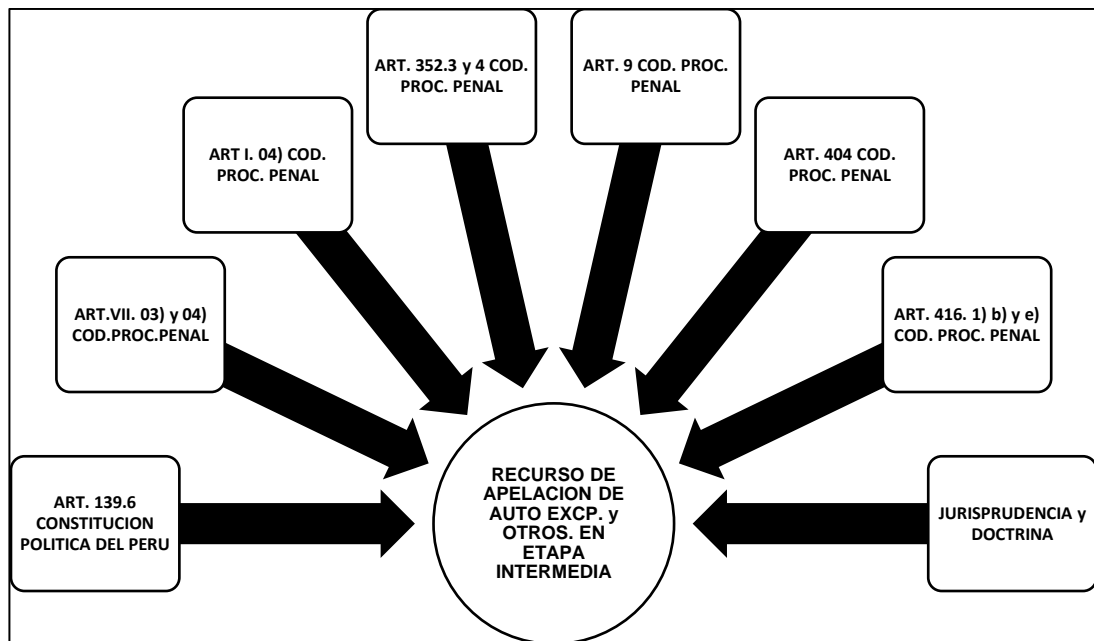 ART. 352.3 y 4 COD.
PROC. PENAL
ART. 9 COD. PROC.
PENAL
ART I. 04) COD.
PROC. PENAL
ART. 404 COD.
PROC. PENAL
ART.VII. 03) y 04)
COD.PROC.PENAL
ART. 416. 1) b) y e)
COD. PROC. PENAL
ART. 139.6
CONSTITUCION
POLITICA DEL PERU
RECURSO DE
APELACION DE
AUTO EXCP. y
OTROS. EN
ETAPA
INTERMEDIA
JURISPRUDENCIA y
DOCTRINA